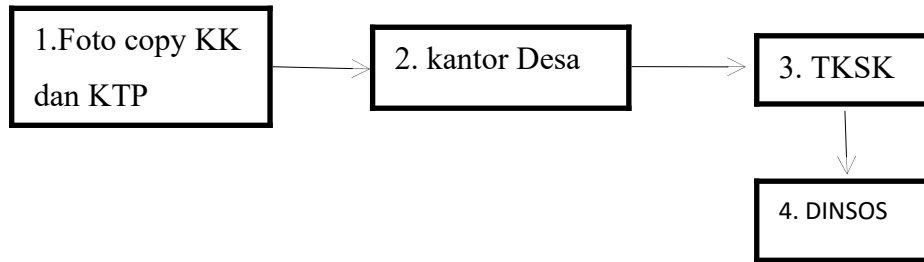 1.Foto copy KK
dan KTP
2. kantor Desa
3. TKSK
4. DINSOS